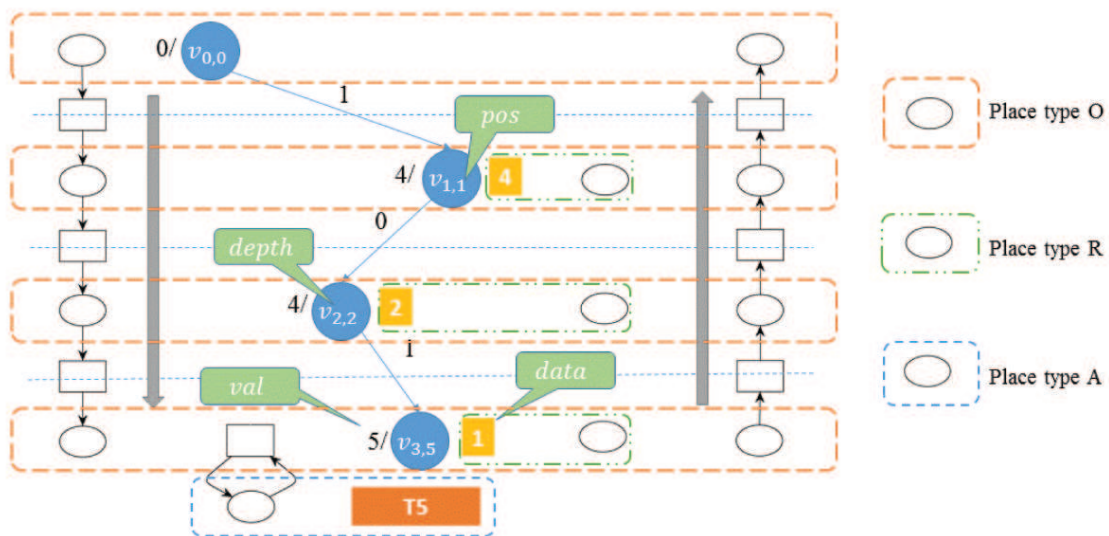 0/ v0,0
1
pos
Place type O
4/ v1,1 4
0
depth
Place type R
4/ v2,2 2
1
val
data
Place type A
5/ v3,5 1
T5